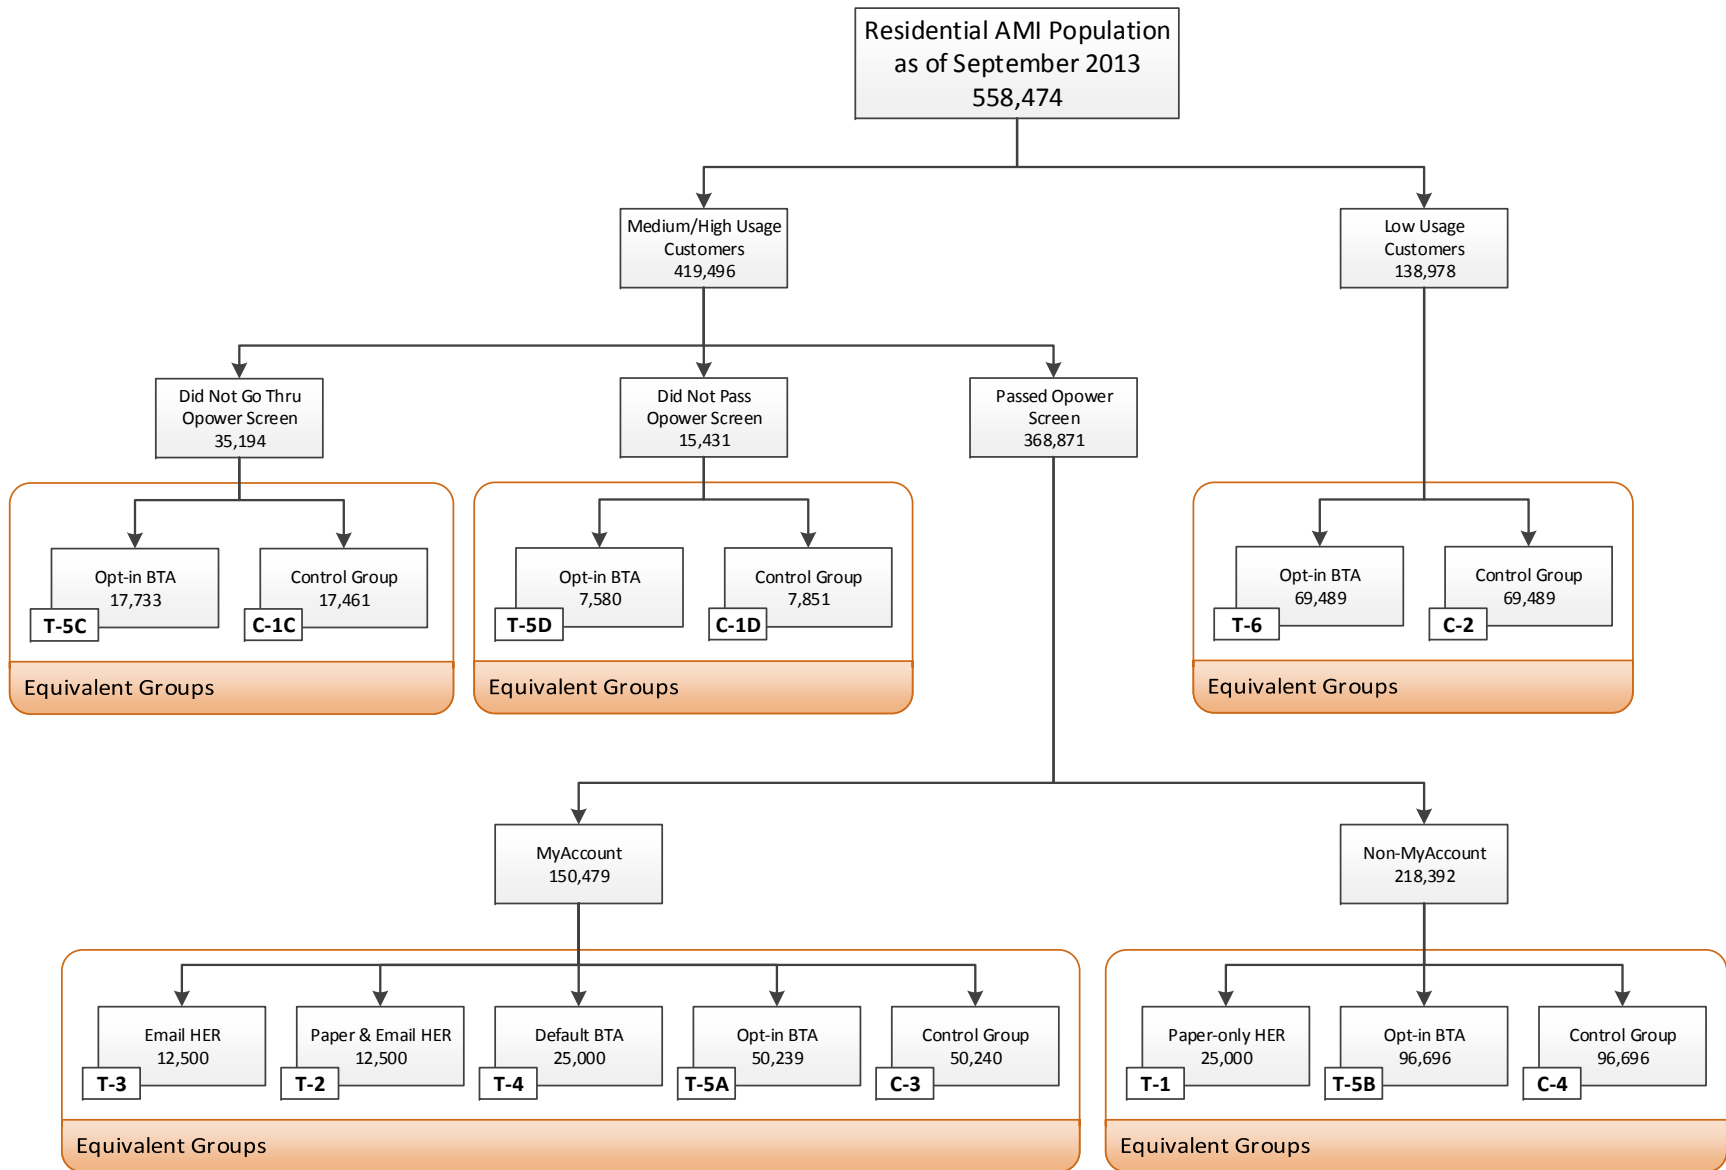 Residential AMI Population
as of September 2013
558,474
Medium/High Usage
Customers
419,496
Low Usage
Customers
138,978
Did Not Go Thru
Opower Screen
35,194
Did Not Pass
Opower Screen
15,431
Passed Opower
Screen
368,871
Opt-in BTA
17,733
T-5C
Control Group
17,461
C-1C
Equivalent Groups
Opt-in BTA
7,580
T-5D
Control Group
7,851
C-1D
Equivalent Groups
Opt-in BTA
69,489
T-6
Control Group
69,489
C-2
Equivalent Groups
MyAccount
150,479
Non-MyAccount
218,392
Email HER
12,500
T-3
Paper & Email HER
12,500
T-2
Default BTA
25,000
T-4
Opt-in BTA
50,239
T-5A
Control Group
50,240
C-3
Equivalent Groups
Paper-only HER
25,000
T-1
Opt-in BTA
96,696
T-5B
Control Group
96,696
C-4
Equivalent Groups